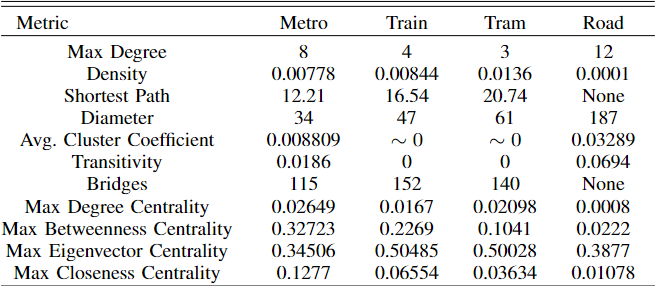 Metric Metro Train Tram Road
Max Degree 8 4 3 12
Density 0.00778 0.00844 0.0136 0.0001
Shortest Path 12.21 16.54 20.74 None
Diameter 34 47 61 187
Avg. Cluster Coefficient 0.008809 ∼ 0 ∼ 0 0.03289
Transitivity 0.0186 0 0 0.0694
Bridges 115 152 140 None
Max Degree Centrality 0.02649 0.0167 0.02098 0.0008
Max Betweenness Centrality 0.32723 0.2269 0.1041 0.0222
Max Eigenvector Centrality 0.34506 0.50485 0.50028 0.3877
Max Closeness Centrality 0.1277 0.06554 0.03634 0.01078